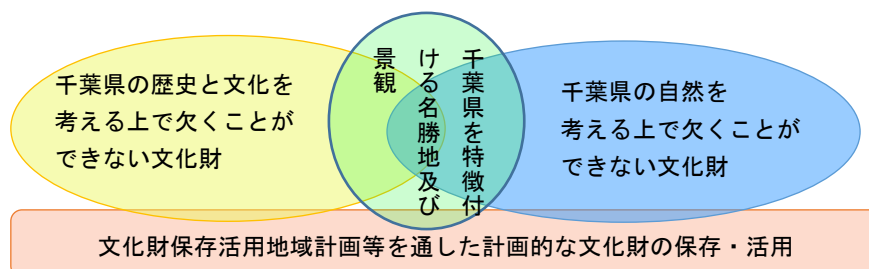 千葉県の歴史と文化を
考える上で欠くことが
できない文化財
千葉県を特徴付
ける名勝地及び
景観
千葉県の自然を
考える上で欠くことが
できない文化財
文化財保存活用地域計画等を通した計画的な文化財の保存・活用